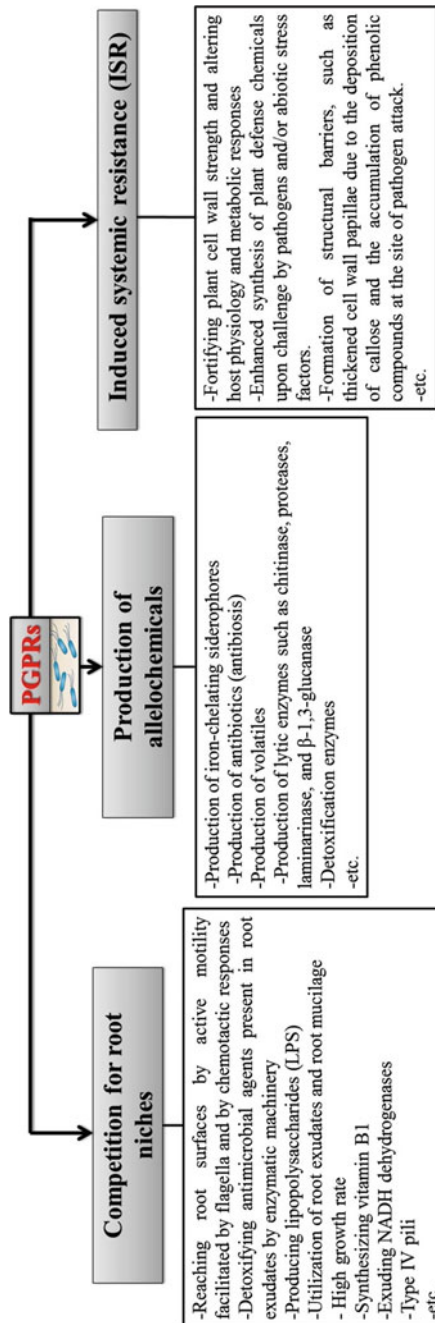 PGPRs
Competition for root
niches
-Reaching root surfaces by active motility
facilitated by flagella and by chemotactic responses
-Detoxifying antimicrobial agents present in root
exudates by enzymatic machinery
-Producing lipopolysaccharides (LPS)
-Utilization of root exudates and root mucilage
- High growth rate
-Synthesizing vitamin B1
-Exuding NADH dehydrogenases
-Type IV pili
-etc
Production of
allelochemicals
-Production of iron-chelating siderophores
-Production of antibiotics (antibiosis)
-Production of volatiles
-Production of lytic enzymes such as chitinase, proteases,
laminarinase, and β-1,3-glucanase
-Detoxification enzymes
-etc.
Induced systemic resistance (ISR)
-Fortifying plant cell wall strength and altering
host physiology and metabolic responses
-Enhanced synthesis of plant defense chemicals
upon challenge by pathogens and/or abiotic stress
factors.
-Formation of structural barriers, such as
thickened cell wall papillae due to the deposition
of callose and the accumulation of phenolic
compounds at the site of pathogen attack.
-etc.